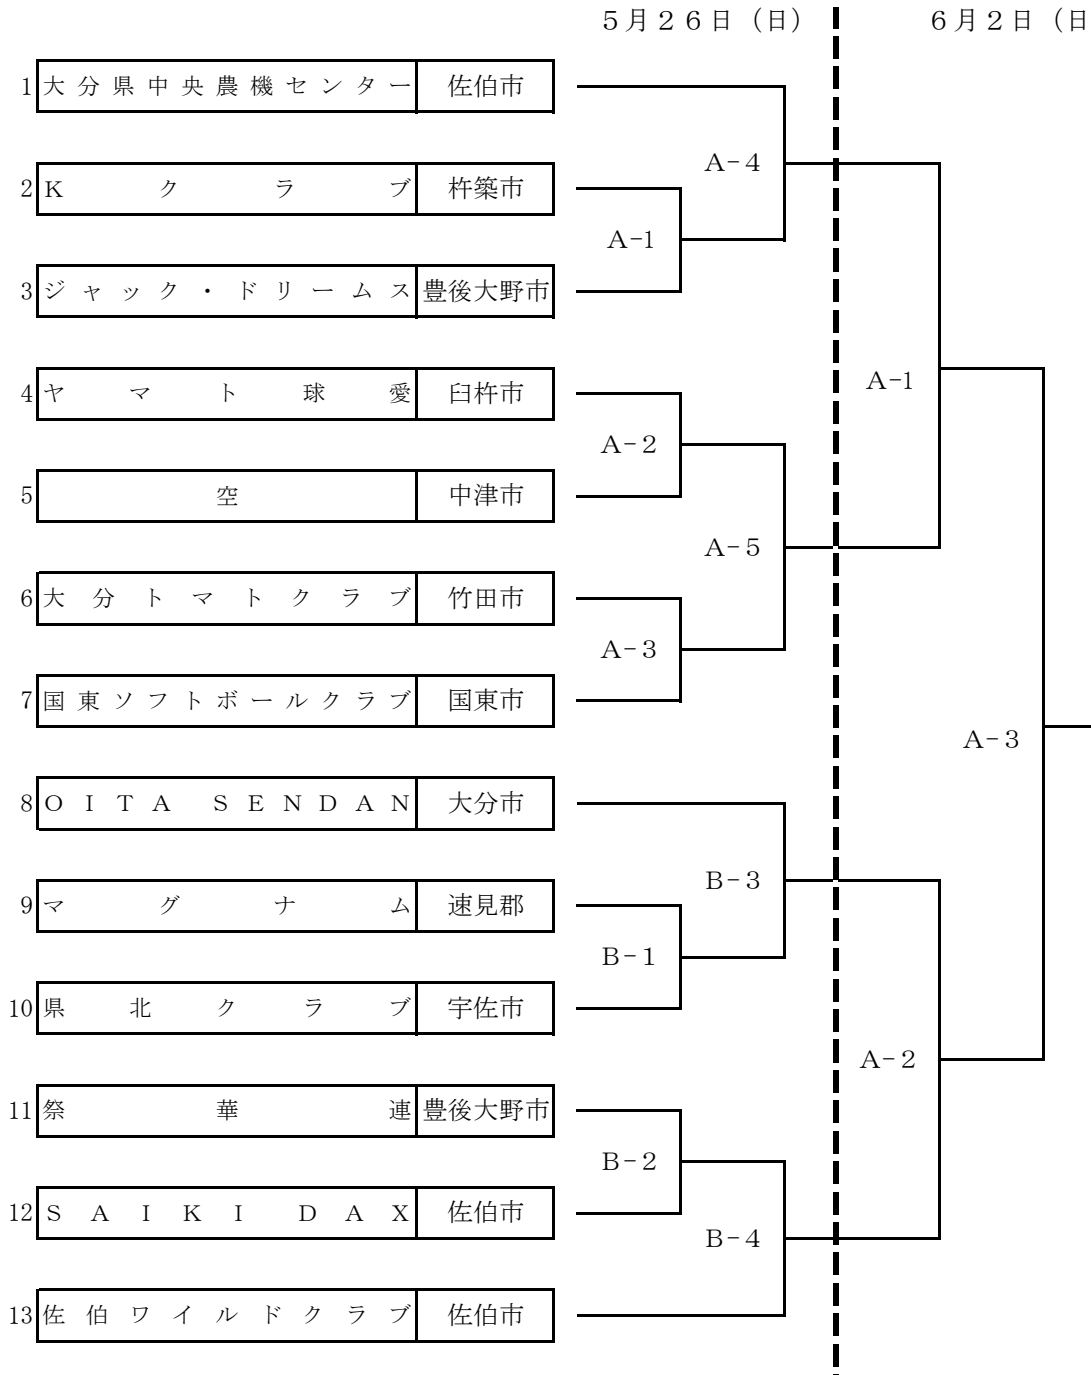 5月26日（日） 6月2日（日
1 大分県中央農機センター 佐伯市
A-4
2 Kクラブ 杵築市
A-1
3 ジャック・ドリームス 豊後大野市
A-1
4 ヤマト球愛 臼杵市
A-2
5 空 中津市
A-5
6 大分トマトクラブ 竹田市
A-3
7 国東ソフトボールクラブ 国東市
A-3
8 OITA SENDAN 大分市
B-3
9 マグナム 速見郡
B-1
10 県北クラブ 宇佐市
A-2
11 祭華連 豊後大野市
B-2
12 SAIKI DAX 佐伯市
B-4
13 佐伯ワイルドクラブ 佐伯市